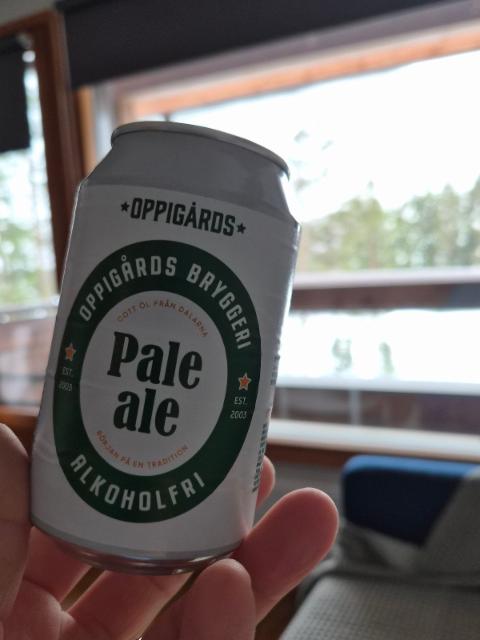 ★OPPIGÅRDS★
OPPIGÅRDS BRYGGERI
GOTT ÖL FRÅN DALARNA
Pale
ale
EST.
2003
EST.
2003
BÖRJAN PÅ EN TRADITION
ALKOHOLFRI